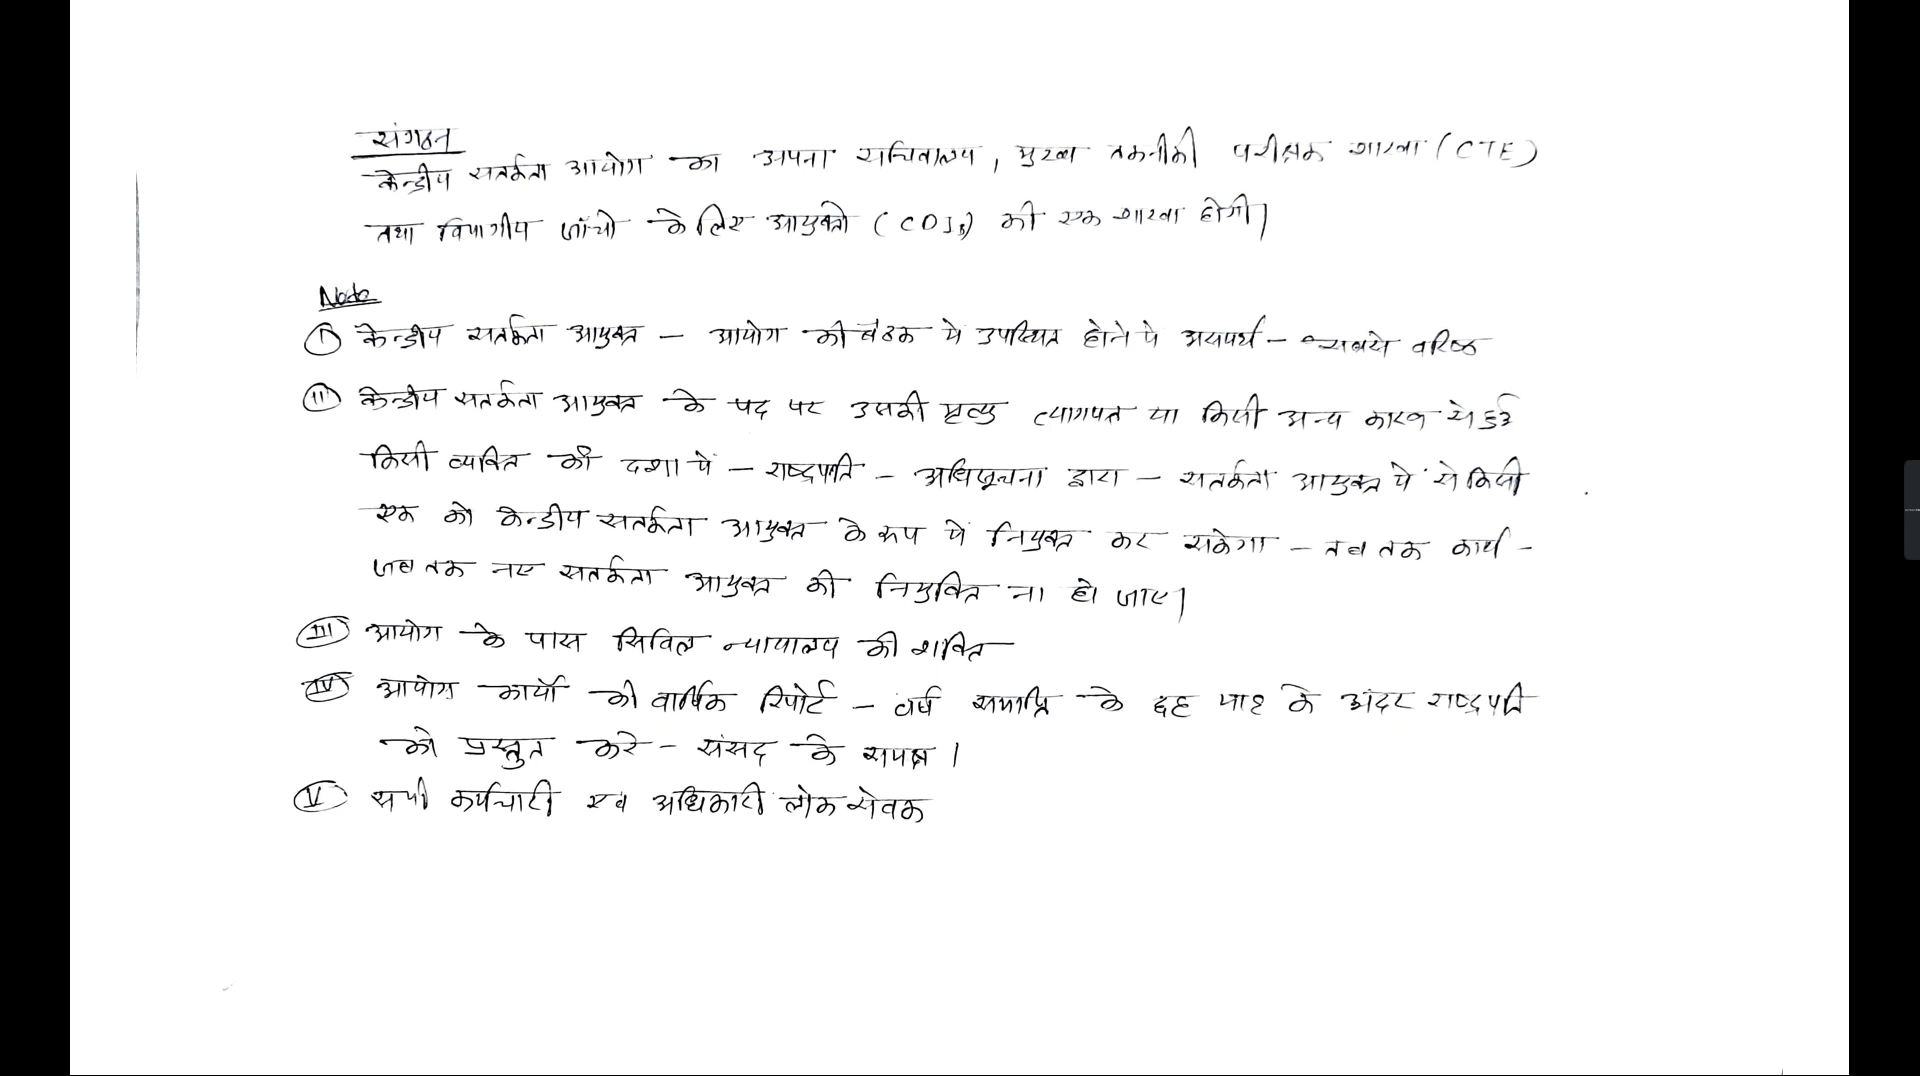 संगठन
केन्द्रीय सतर्कता आयोग का अपना सचिवालय, मुख्य तकनीकी परीक्षक शाखा (CTE)
तथा विभागीय जाँचो के लिए आयुक्तो (CDIs) की एक शाखा होगी।
Note
(I) केन्द्रीय सतर्कता आयुक्त - आयोग की बैठक मे उपस्थित होने मे असमर्थ - सबसे वरिष्ठ
(II) केन्द्रीय सतर्कता आयुक्त के पद पर उसकी मृत्यु त्यागपत्र या किसी अन्य कारण से हुई
किसी व्यक्ति की दशा में - राष्ट्रपति - अधिसूचना द्वारा - सतर्कता आयुक्त मे से किसी
एक को केन्द्रीय सतर्कता आयुक्त के रूप में नियुक्त कर सकेगा - तब तक कार्य -
जब तक नए सतर्कता आयुक्त की नियुक्ति ना हो जाए।
(III) आयोग के पास सिविल न्यायालय की शक्ति
(IV) आयोग कार्यो की वार्षिक रिपोर्ट - वर्ष समाप्ति के छह माह के अंदर राष्ट्रपति
को प्रस्तुत करे - संसद के समक्ष।
(V) सभी कर्मचारी एवं अधिकारी लोक सेवक